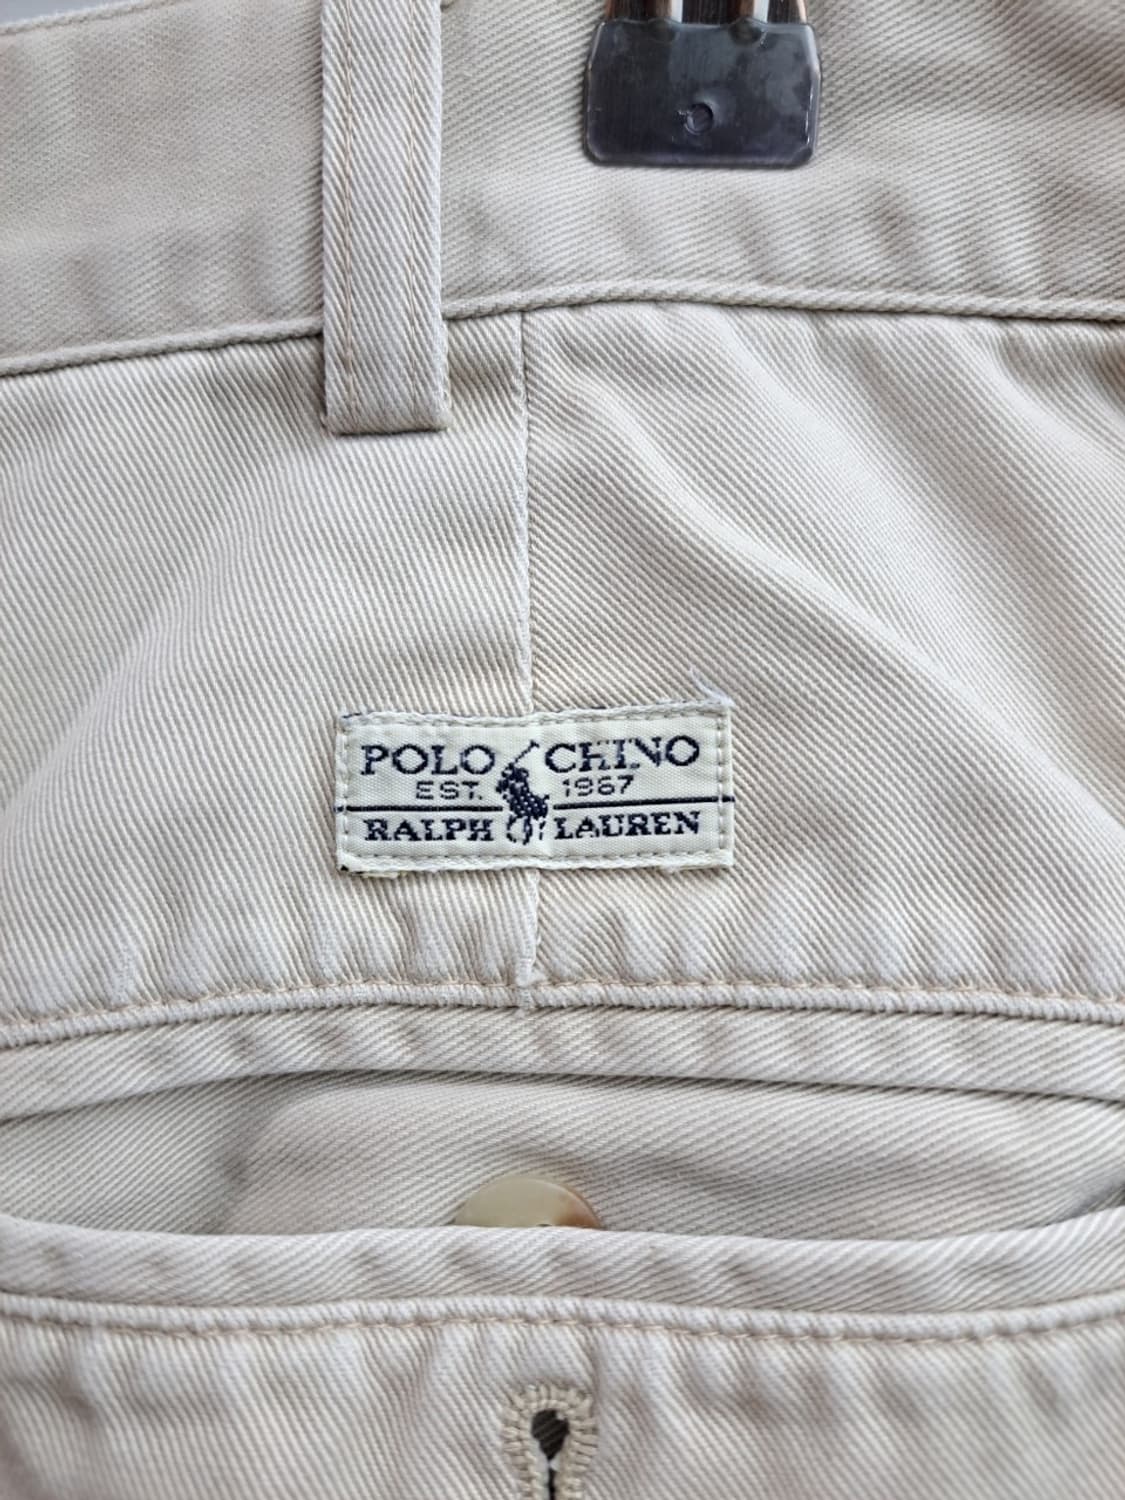 POLO CHINO
EST. 1967
RALPH LAUREN